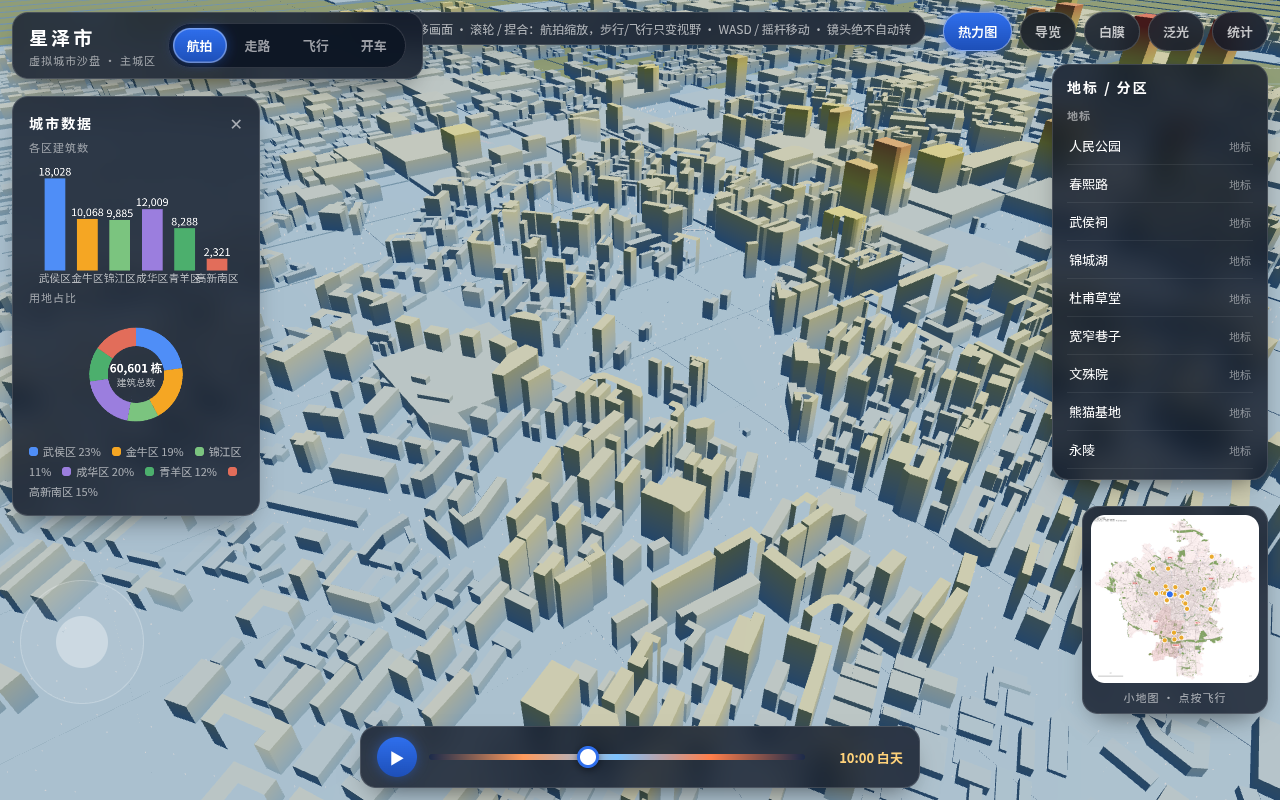 星泽市
虚拟城市沙盘 · 主城区
航拍
走路
飞行
开车
画面 · 滚轮 / 捏合：航拍缩放，步行/飞行只变视野 · WASD / 摇杆移动 · 镜头绝不自动转
热力图
导览
白膜
泛光
统计
城市数据
×
各区建筑数
18,028
10,068
9,885
12,009
8,288
2,321
武侯区
金牛区
锦江区
成华区
青羊区
高新南区
用地占比
60,601 栋
建筑总数
武侯区 23% 金牛区 19% 锦江区
11% 成华区 20% 青羊区 12%
高新南区 15%
地标 / 分区
地标
人民公园 地标
春熙路 地标
武侯祠 地标
锦城湖 地标
杜甫草堂 地标
宽窄巷子 地标
文殊院 地标
熊猫基地 地标
永陵 地标
小地图 · 点按飞行
10:00 白天